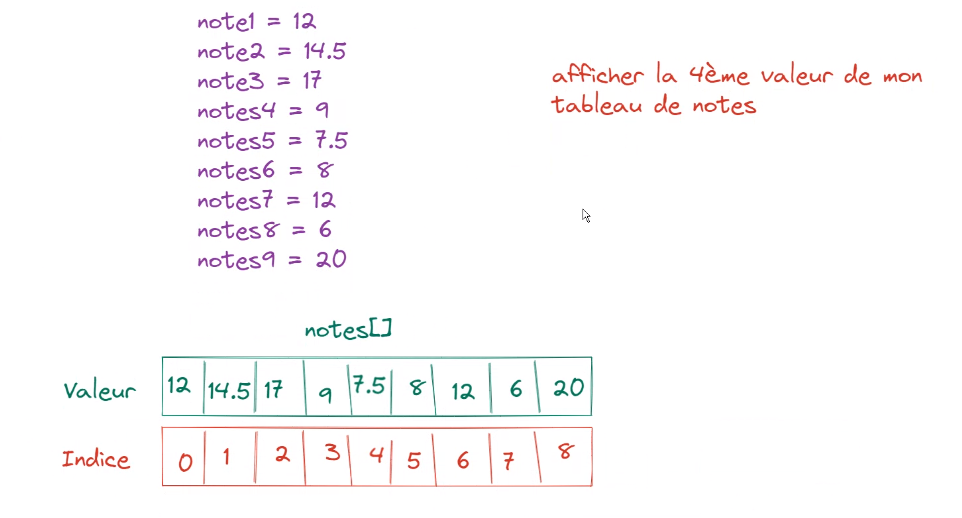 note1 = 12
note2 = 14.5
note3 = 17
notes4 = 9
notes5 = 7.5
notes6 = 8
notes7 = 12
notes8 = 6
notes9 = 20
afficher la 4ème valeur de mon
tableau de notes
notes[]
Valeur 12 14.5 17 9 7.5 8 12 6 20
Indice 0 1 2 3 4 5 6 7 8